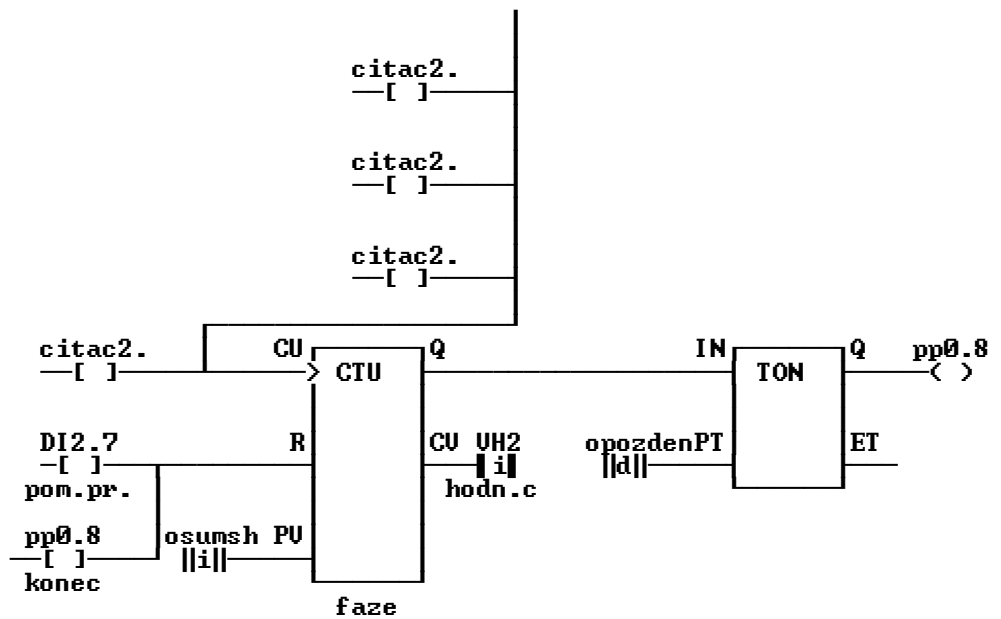 citac2.
citac2.
citac2.
citac2. CU CTU Q IN TON Q pp0.8
DI2.7 R CV VH2 opozdenPT ET
||d||
i
pom.pr. hodn.c
pp0.8 osumsh PV
||i||
konec
faze